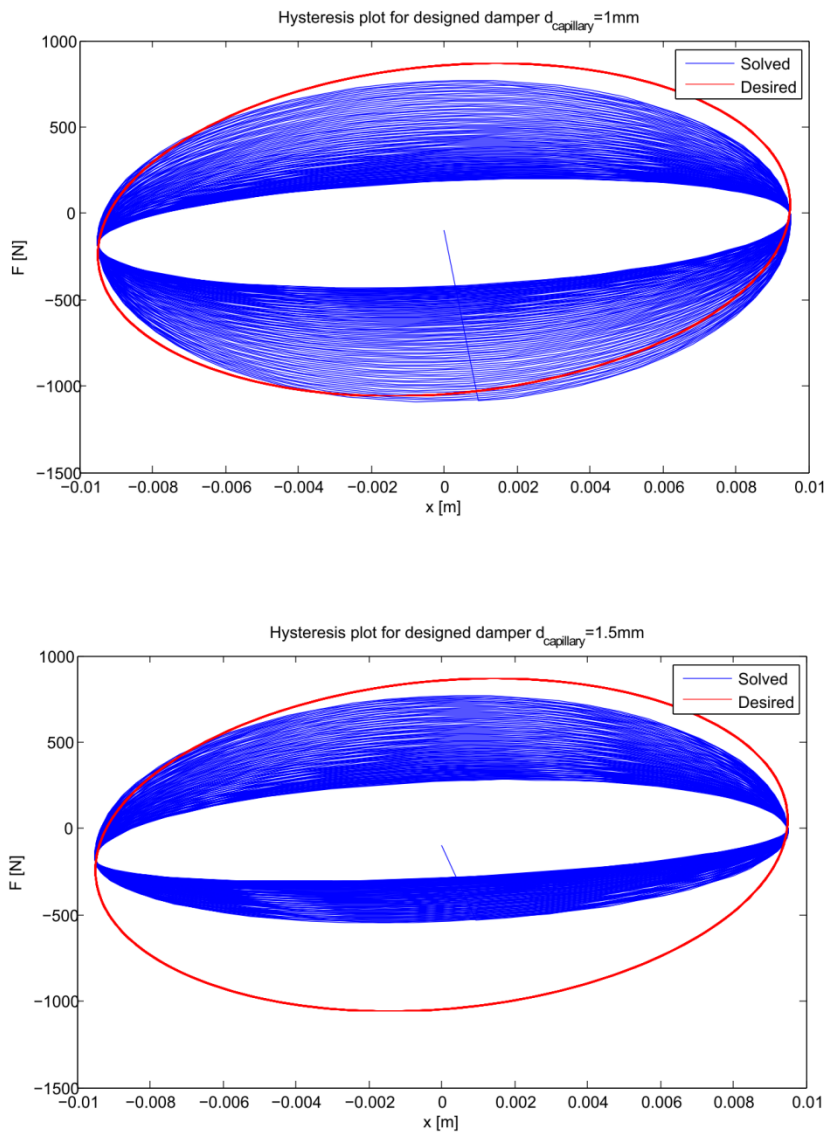 Hysteresis plot for designed damper d_capillary=1mm
1000
Solved
Desired
500
0
F [N]
−500
−1000
−1500
−0.01 −0.008 −0.006 −0.004 −0.002 0 0.002 0.004 0.006 0.008 0.01
x [m]
Hysteresis plot for designed damper d_capillary=1.5mm
1000
Solved
Desired
500
0
F [N]
−500
−1000
−1500
−0.01 −0.008 −0.006 −0.004 −0.002 0 0.002 0.004 0.006 0.008 0.01
x [m]